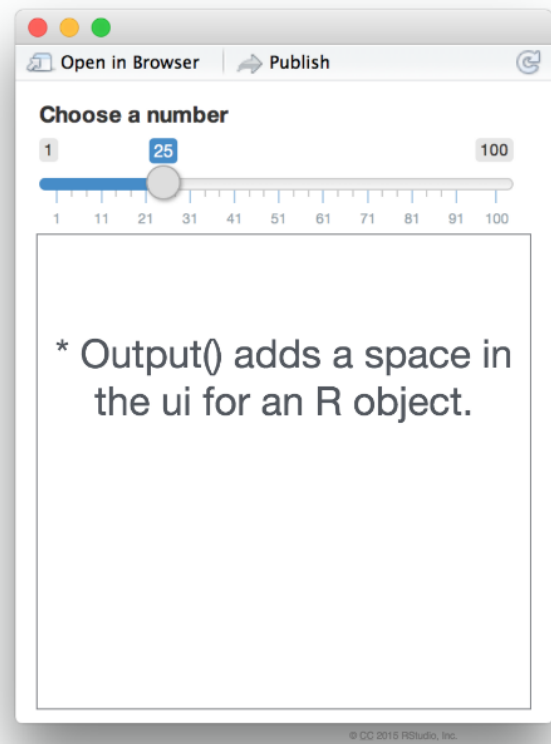 Open in Browser Publish
Choose a number
1 25 100
1 11 21 31 41 51 61 71 81 91 100
* Output() adds a space in
the ui for an R object.
© CC 2015 RStudio, Inc.